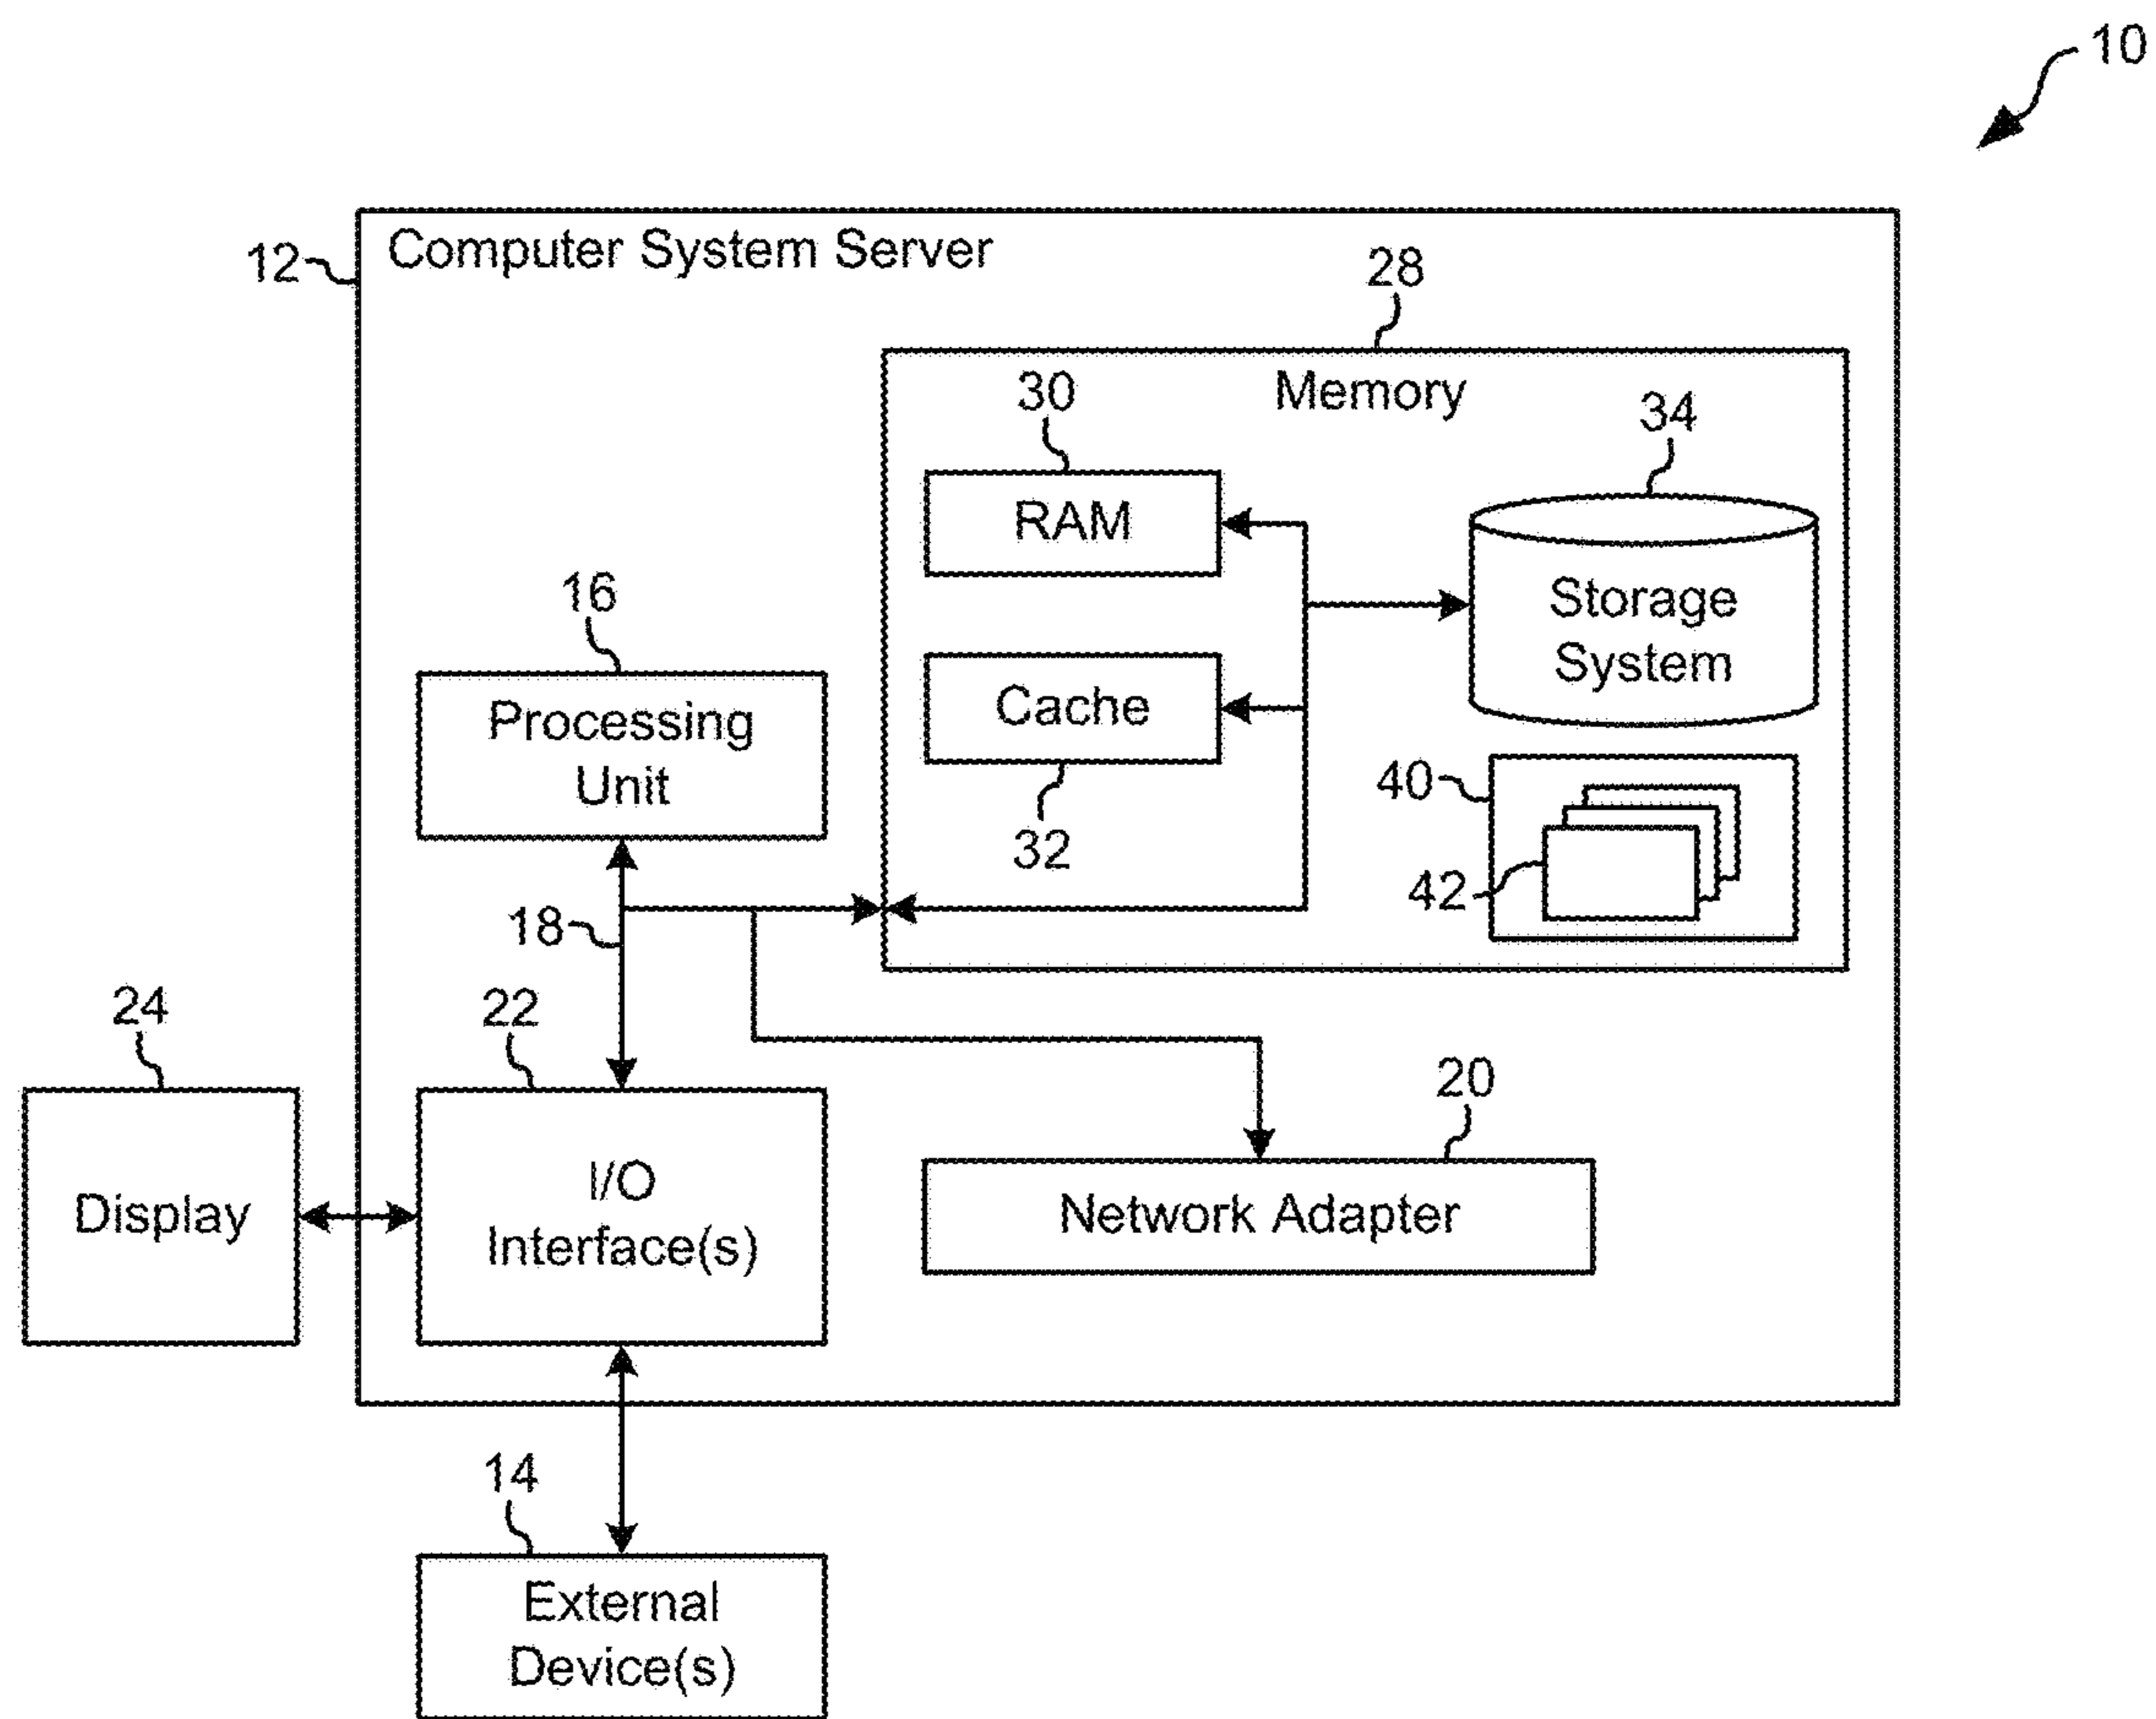 10
12
Computer System Server
28
Memory
30
RAM
34
Storage
System
16
Processing
Unit
Cache
32
40
42
18
24
Display
22
I/O
Interface(s)
20
Network Adapter
14
External
Device(s)